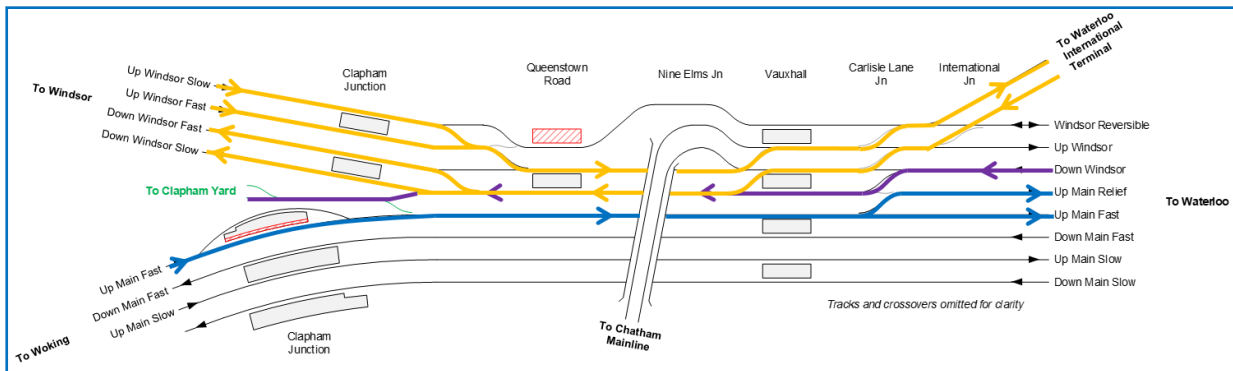 To Windsor
Up Windsor Slow
Up Windsor Fast
Down Windsor Fast
Down Windsor Slow
Clapham
Junction
Queenstown
Road
Nine Elms Jn
Vauxhall
Carlisle Lane
Jn
International
Jn
To Waterloo
International
Terminal
Windsor Reversible
Up Windsor
Down Windsor
Up Main Relief
Up Main Fast
Down Main Fast
Up Main Slow
Down Main Slow
To Waterloo
To Clapham Yard
Up Main Fast
Down Main Fast
Up Main Slow
To Woking
Clapham
Junction
To Chatham
Mainline
Tracks and crossovers omitted for clarity